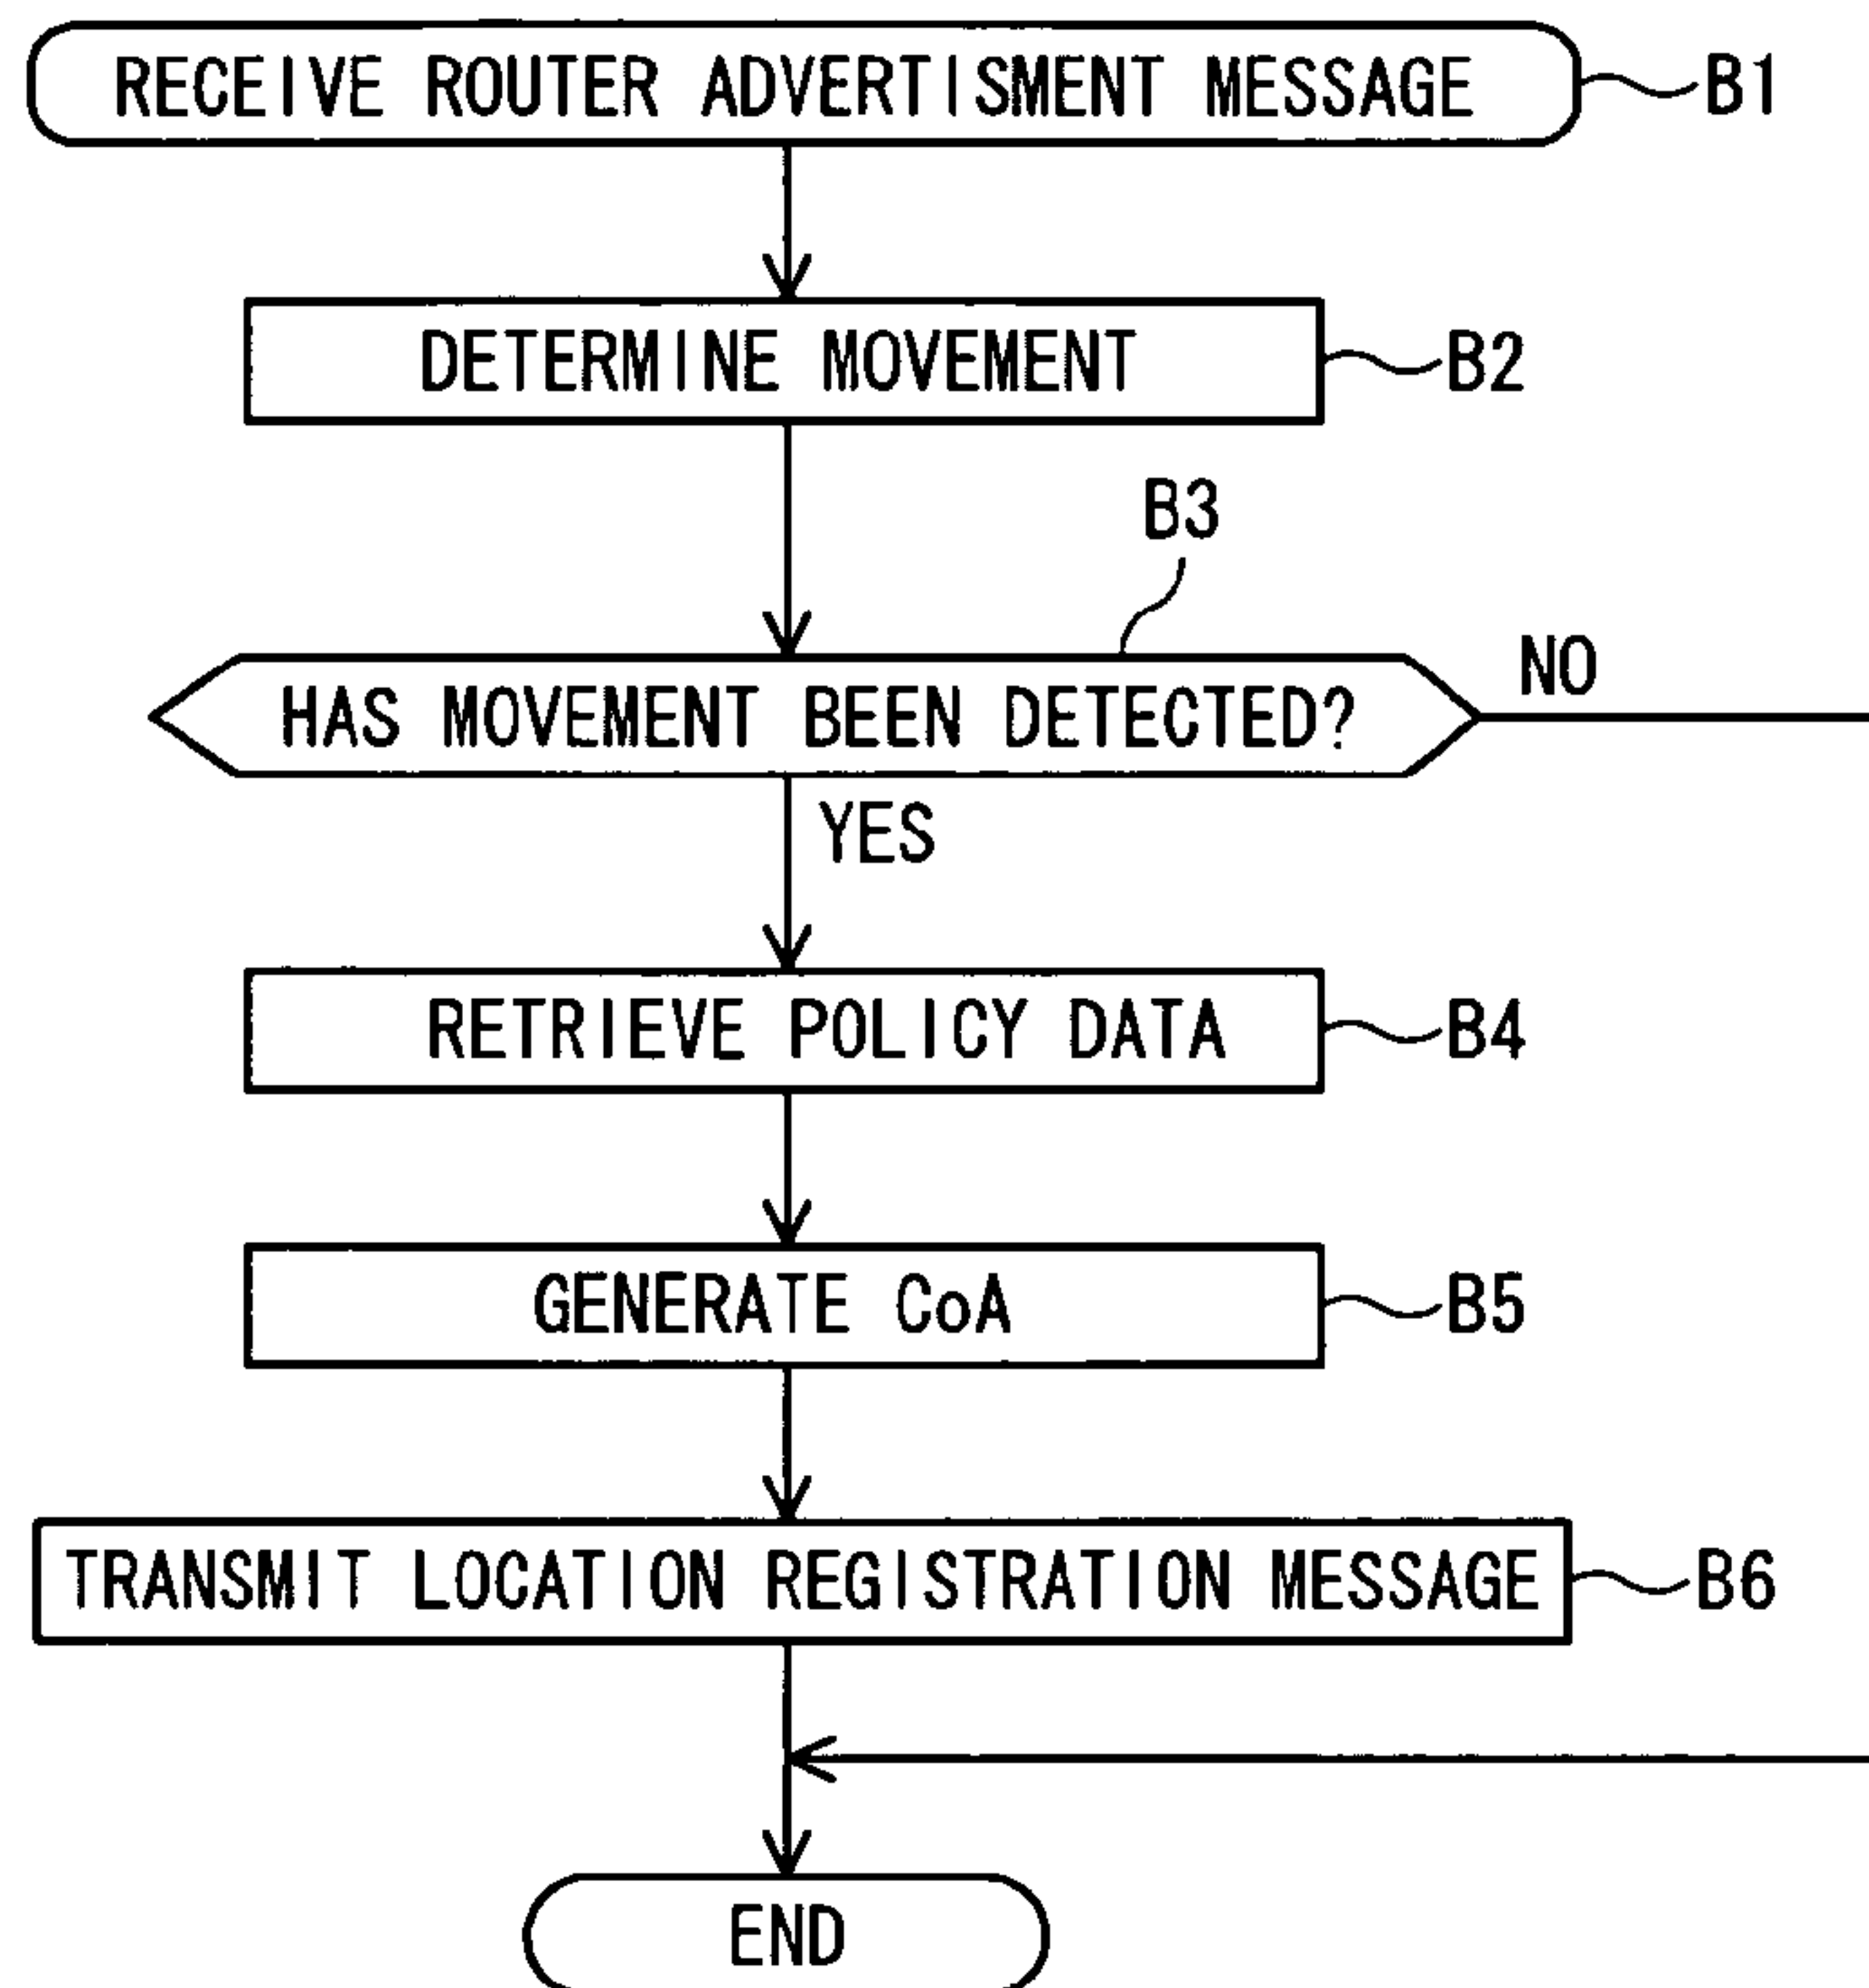 RECEIVE ROUTER ADVERTISMENT MESSAGE
B1
DETERMINE MOVEMENT
B2
B3
HAS MOVEMENT BEEN DETECTED?
NO
YES
RETRIEVE POLICY DATA
B4
GENERATE CoA
B5
TRANSMIT LOCATION REGISTRATION MESSAGE
B6
END